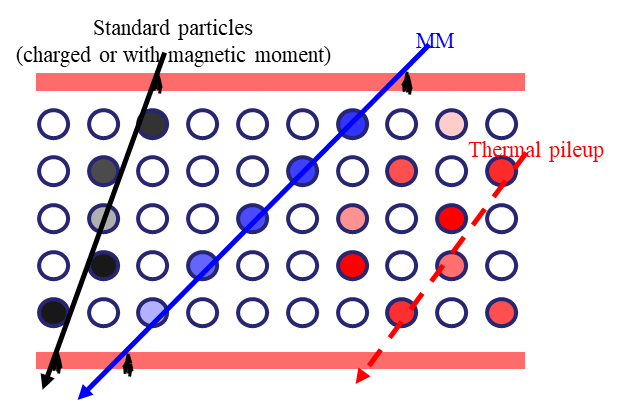 Standard particles
(charged or with magnetic moment)
MM
Thermal pileup